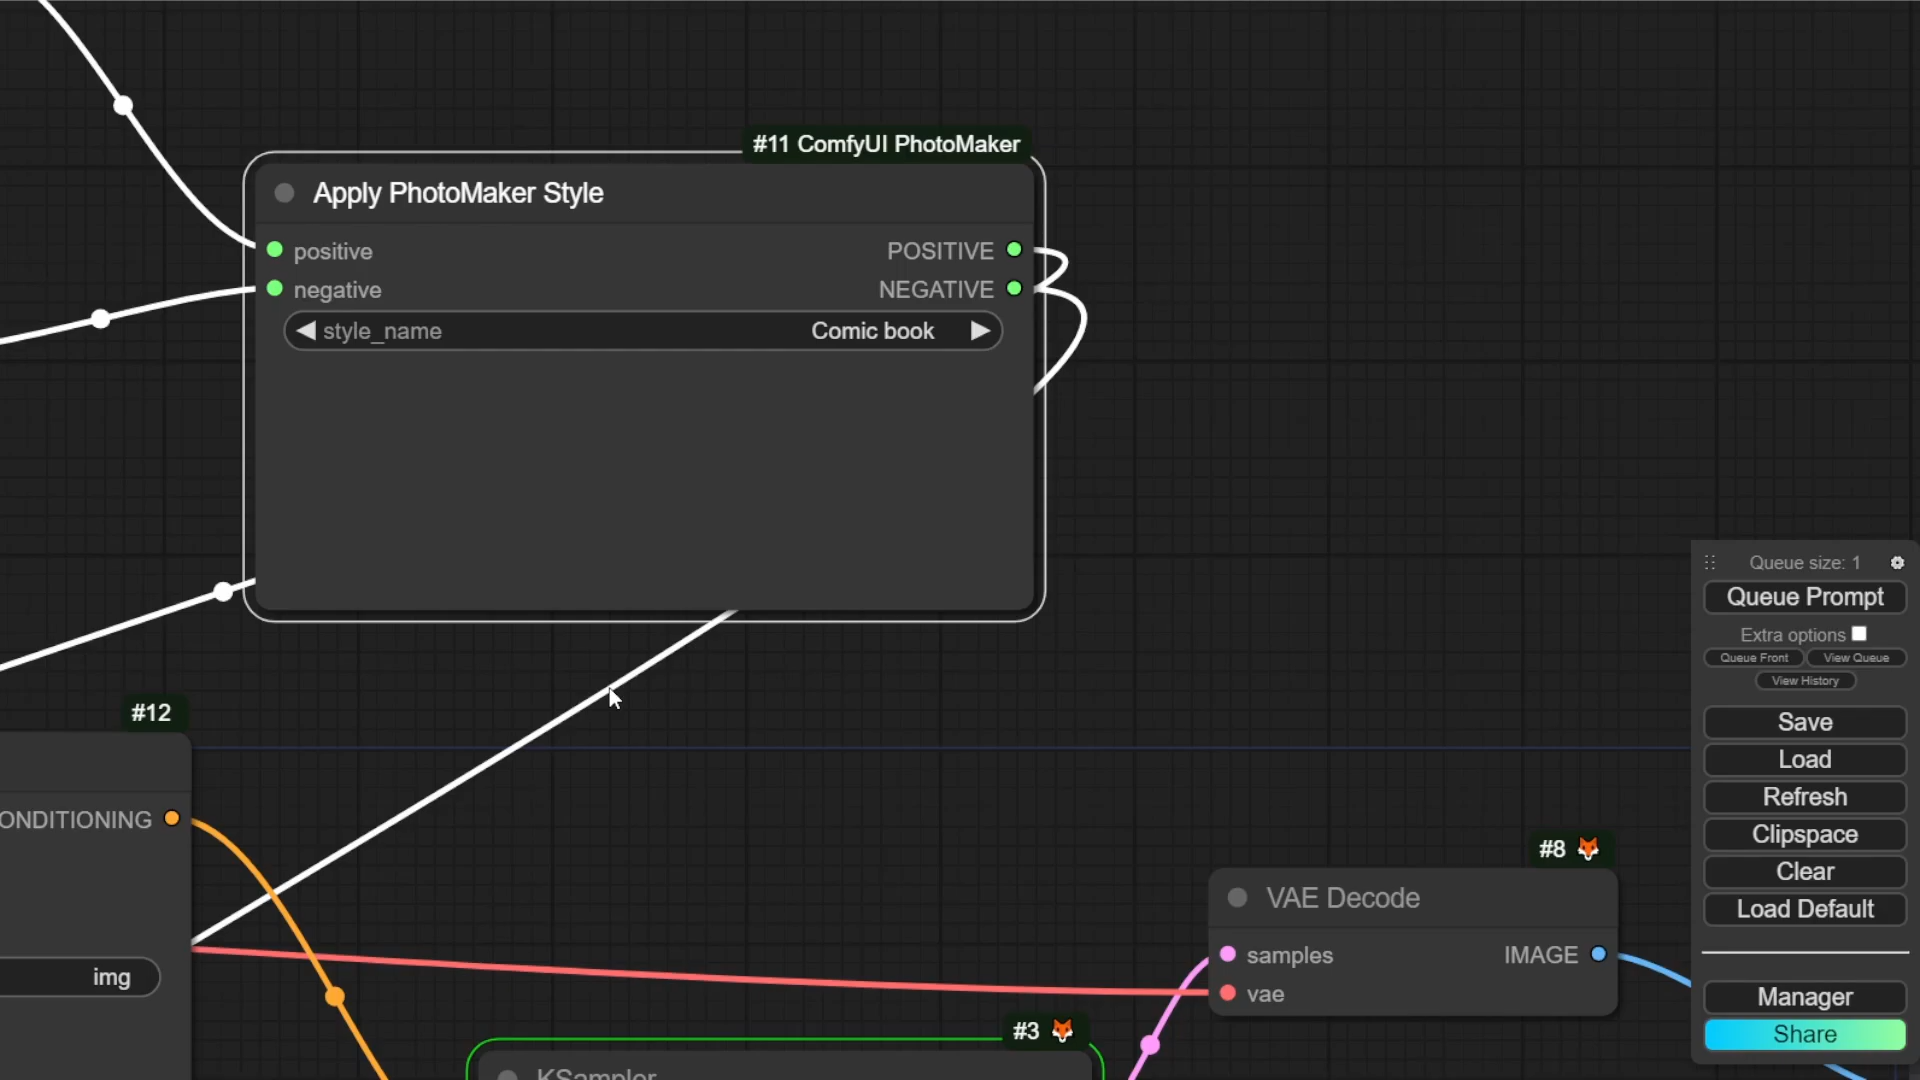 #11 ComfyUI PhotoMaker
Apply PhotoMaker Style
positive
POSITIVE
negative
NEGATIVE
style_name
Comic book
#12
ONDITIONING
img
#8
VAE Decode
samples
IMAGE
vae
#3
KSampler
Queue size: 1
Queue Prompt
Extra options
Queue Front
View Queue
View History
Save
Load
Refresh
Clipspace
Clear
Load Default
Manager
Share